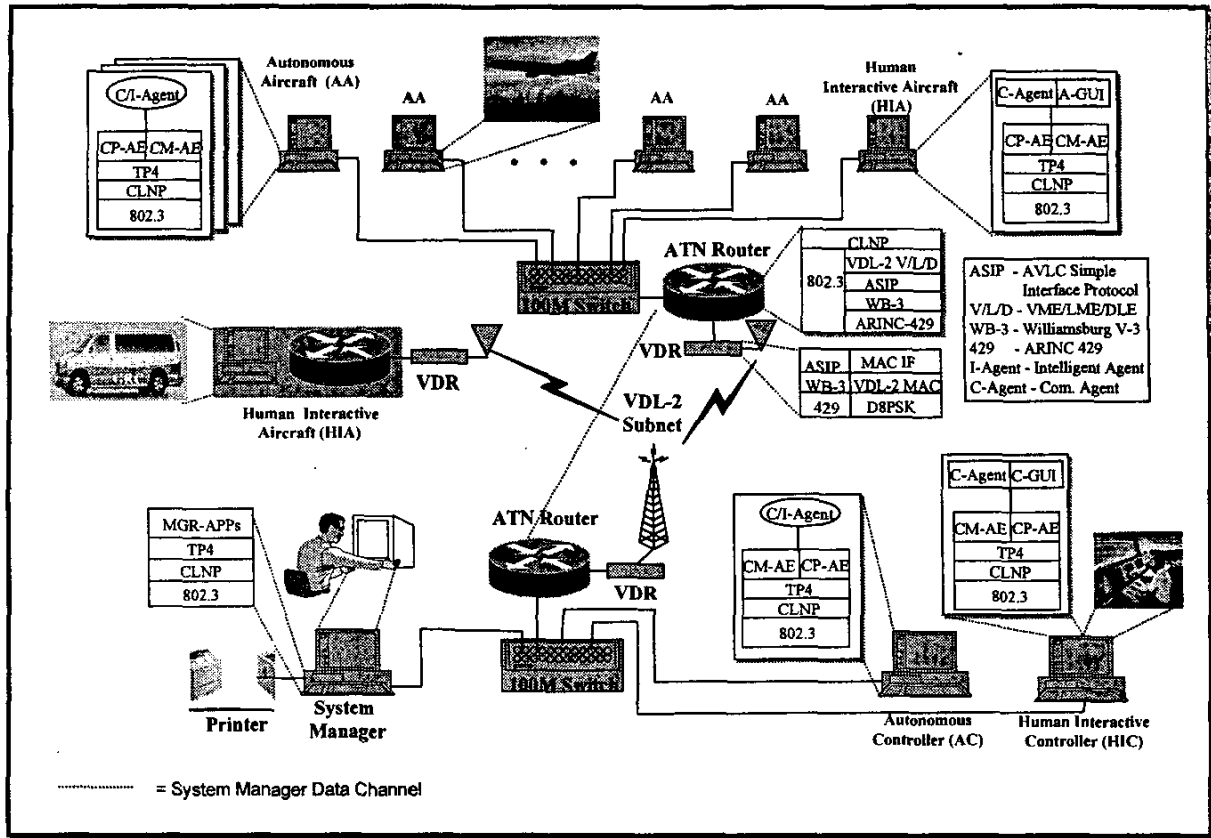 Autonomous
Aircraft (AA)
AA
AA
AA
Human
Interactive Aircraft
(HIA)
C/I-Agent
CP-AE CM-AE
TP4
CLNP
802.3
C-Agent A-GUI
CP-AE CM-AE
TP4
CLNP
802.3
100M Switch
ATN Router
CLNP
802.3
VDL-2 V/L/D
ASIP
WB-3
ARINC-429
ASIP - AVLC Simple
Interface Protocol
V/L/D - VME/LME/DLE
WB-3 - Williamsburg V-3
429 - ARINC 429
I-Agent - Intelligent Agent
C-Agent - Com. Agent
VDR
ASIP MAC IF
WB-3 VDL-2 MAC
429 D8PSK
VDR
Human Interactive
Aircraft (HIA)
VDL-2
Subnet
MGR-APPs
TP4
CLNP
802.3
ATN Router
VDR
C/I-Agent
CM-AE CP-AE
TP4
CLNP
802.3
C-Agent C-GUI
CM-AE CP-AE
TP4
CLNP
802.3
100M Switch
Printer
System
Manager
Autonomous
Controller (AC)
Human Interactive
Controller (HIC)
= System Manager Data Channel